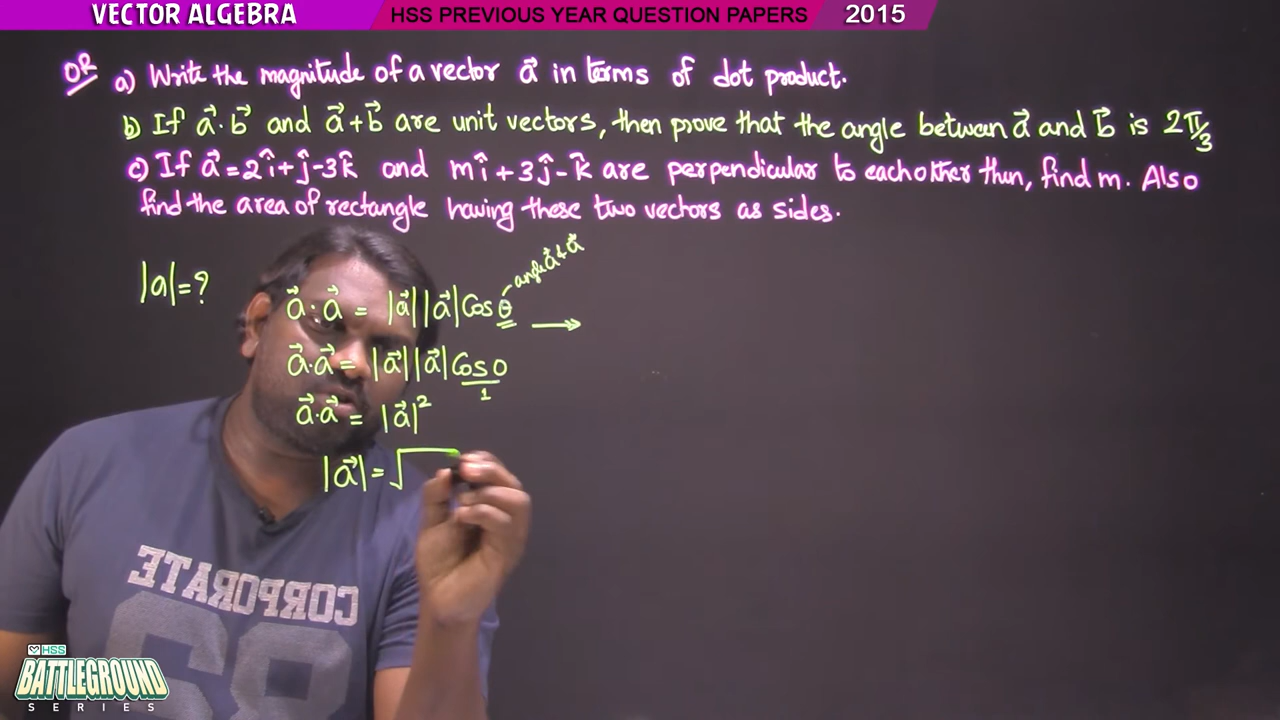 VECTOR ALGEBRA HSS PREVIOUS YEAR QUESTION PAPERS 2015
OR a) Write the magnitude of a vector a⃗ in terms of dot product.
b) If a⃗·b⃗ and a⃗+b⃗ are unit vectors, then prove that the angle between a⃗ and b⃗ is 2π/3
c) If a⃗=2î+ĵ-3k̂ and mî+3ĵ-k̂ are perpendicular to each other then, find m. Also
find the area of rectangle having these two vectors as sides.
angle a⃗ & a⃗
|a|=?
a⃗·a⃗ = |a⃗||a⃗|Cos θ
a⃗·a⃗ = |a⃗||a⃗|Cos 0
1
a⃗·a⃗ = |a⃗|²
|a⃗|=√
CORPORATE
82
HSS
BATTLEGROUND
SERIES